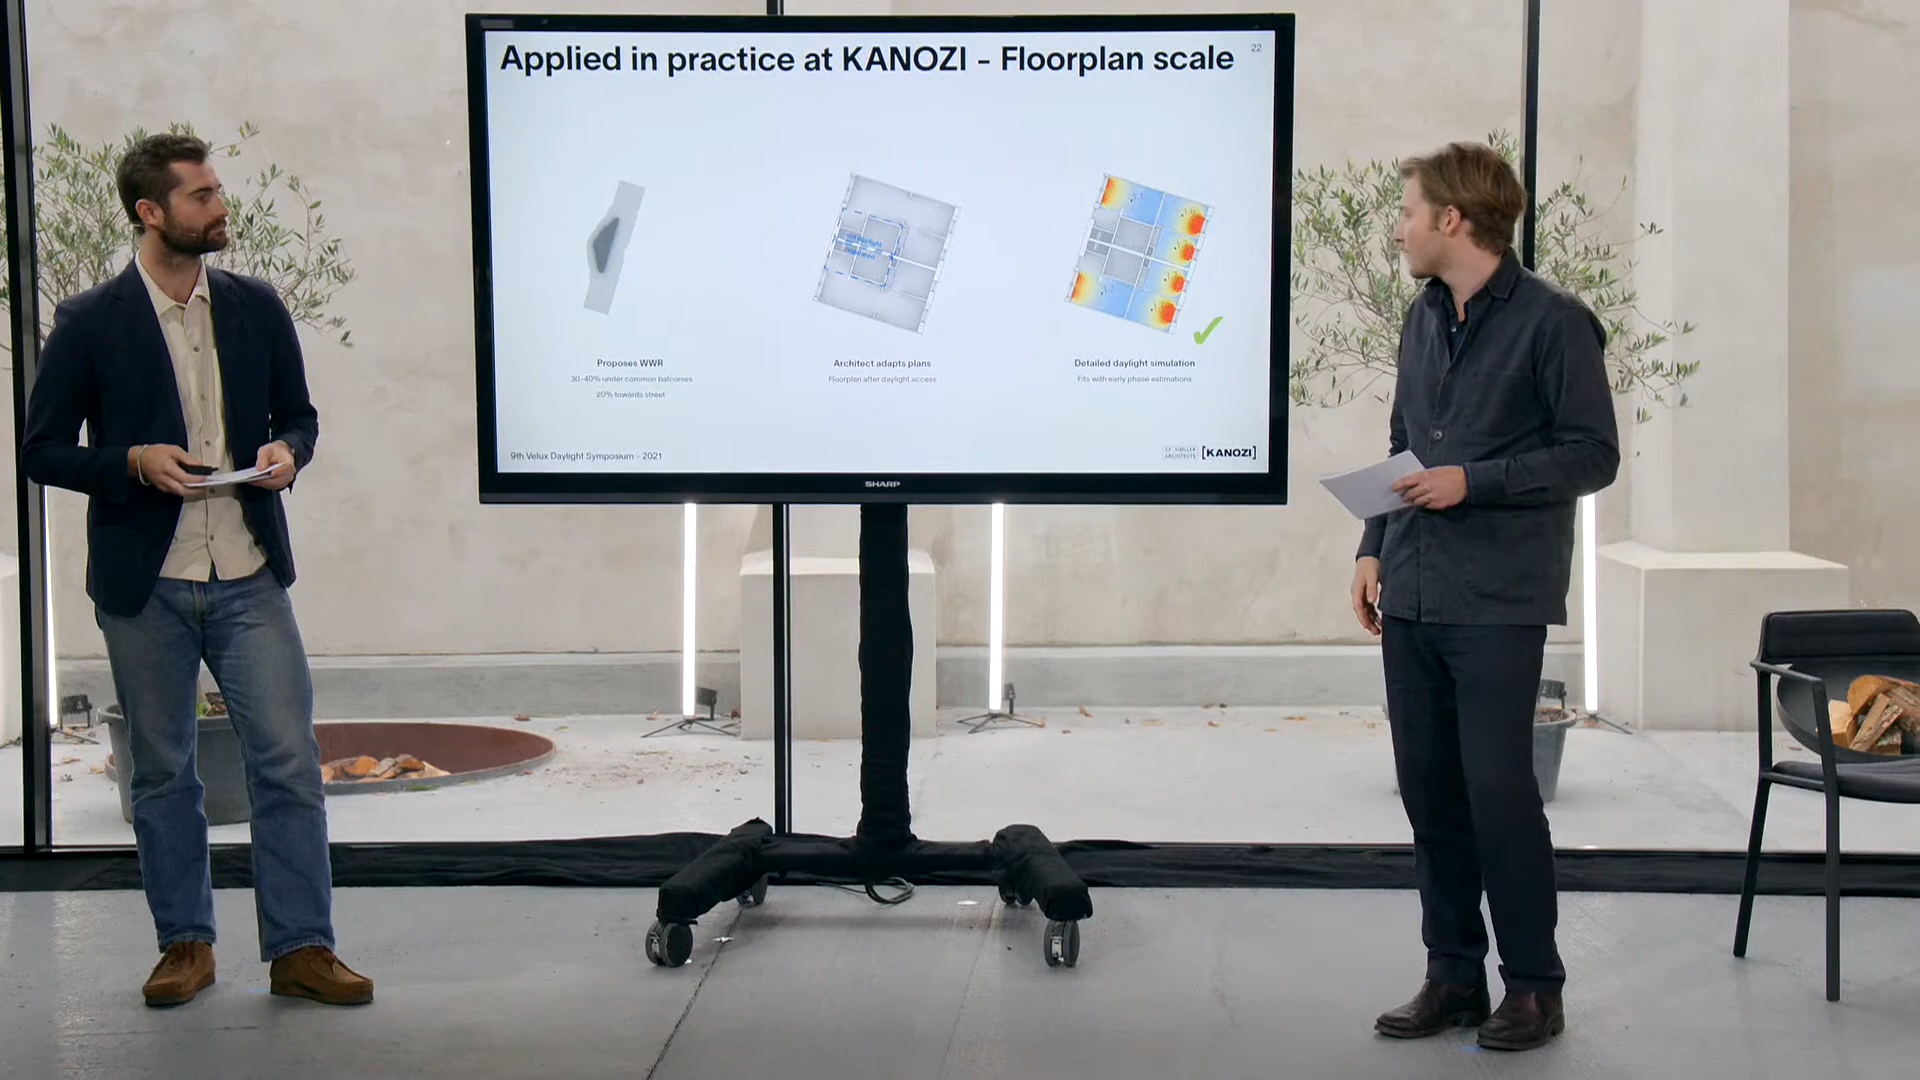 Applied in practice at KANOZI - Floorplan scale
22
Proposes WWR
30-40% under common balconies
20% towards street
Architect adapts plans
Floorplan after daylight access
Detailed daylight simulation
Fits with early phase estimations
9th Velux Daylight Symposium - 2021
[KANOZI]
SHARP